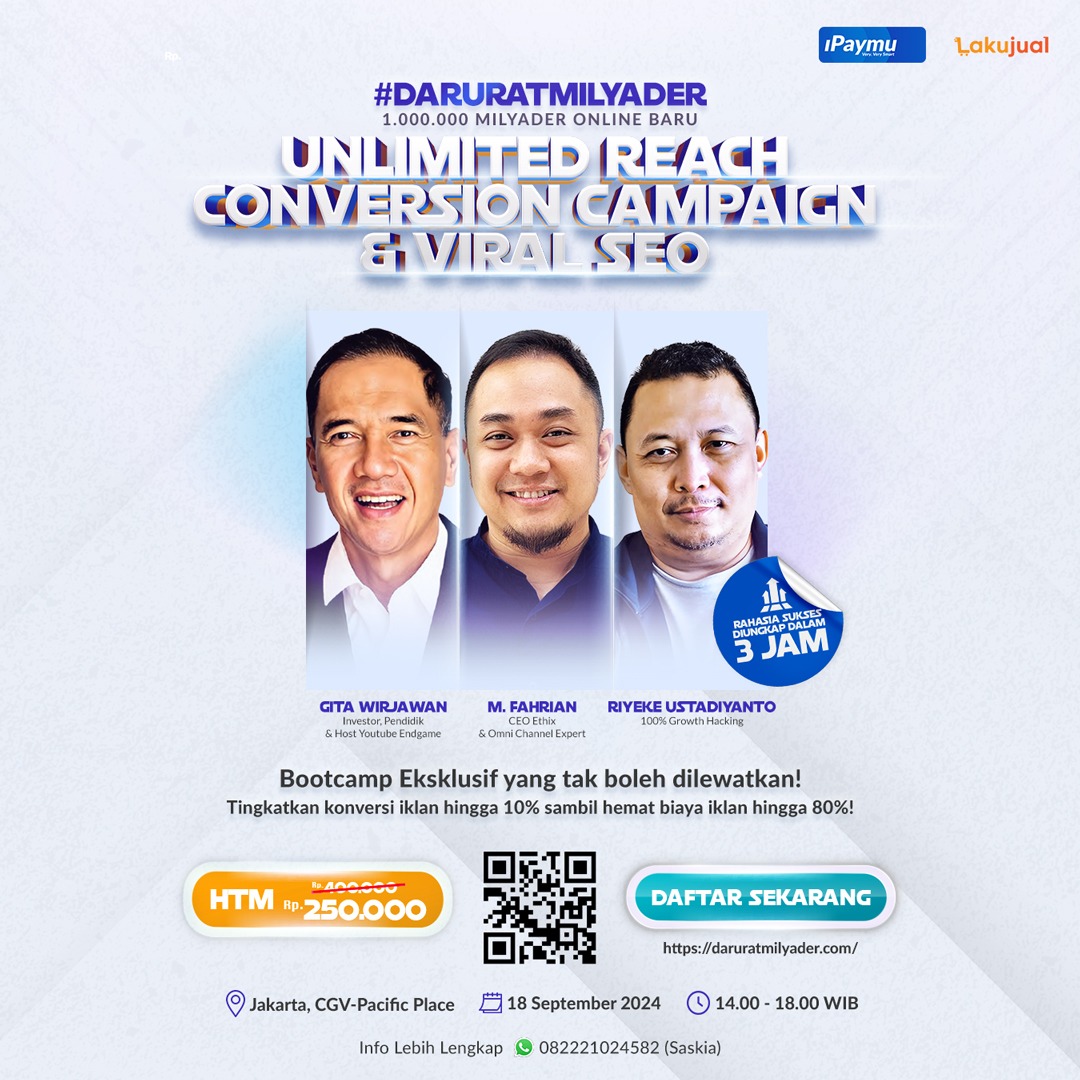 Rp.
iPaymu
Very. Very Smart
Lakujual
#DARURATMILYADER
1.000.000 MILYADER ONLINE BARU
UNLIMITED REACH
CONVERSION CAMPAIGN
& VIRAL SEO
RAHASIA SUKSES
DIUNGKAP DALAM
3 JAM
GITA WIRJAWAN
Investor, Pendidik
& Host Youtube Endgame
M. FAHRIAN
CEO Ethix
& Omni Channel Expert
RIYEKE USTADIYANTO
100% Growth Hacking
Bootcamp Eksklusif yang tak boleh dilewatkan!
Tingkatkan konversi iklan hingga 10% sambil hemat biaya iklan hingga 80%!
HTM
Rp. 400.000
Rp. 250.000
DAFTAR SEKARANG
https://daruratmilyader.com/
Jakarta, CGV-Pacific Place
18 September 2024
14.00 - 18.00 WIB
Info Lebih Lengkap 082221024582 (Saskia)